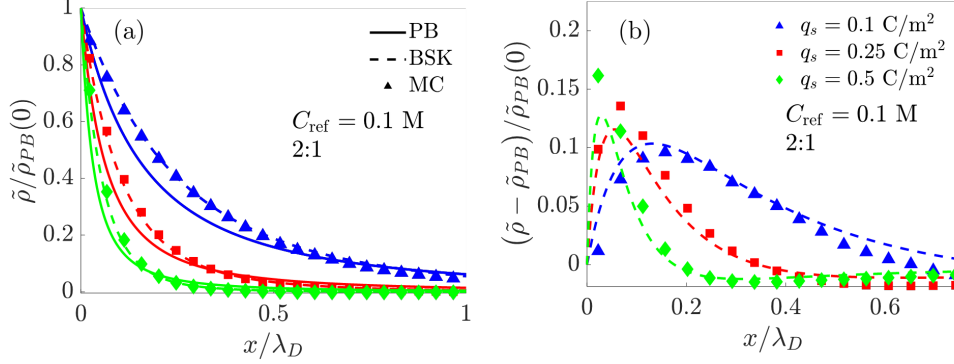 (a)
PB
BSK
MC
C_ref = 0.1 M
2:1
ρ̃/ρ̃_PB(0)
1
0.8
0.6
0.4
0.2
0
0
0.5
1
x/λ_D
(b)
q_s = 0.1 C/m²
q_s = 0.25 C/m²
q_s = 0.5 C/m²
C_ref = 0.1 M
2:1
(ρ̃ − ρ̃_PB)/ρ̃_PB(0)
0.2
0.15
0.1
0.05
0
0
0.2
0.4
0.6
x/λ_D